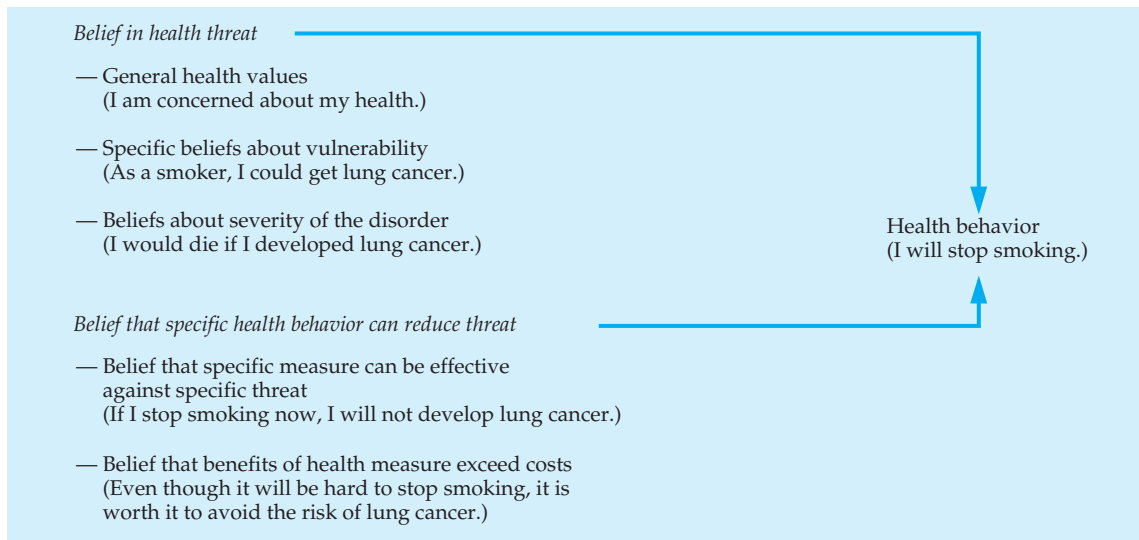 Belief in health threat
— General health values
(I am concerned about my health.)
— Specific beliefs about vulnerability
(As a smoker, I could get lung cancer.)
— Beliefs about severity of the disorder
(I would die if I developed lung cancer.)
Health behavior
(I will stop smoking.)
Belief that specific health behavior can reduce threat
— Belief that specific measure can be effective
against specific threat
(If I stop smoking now, I will not develop lung cancer.)
— Belief that benefits of health measure exceed costs
(Even though it will be hard to stop smoking, it is
worth it to avoid the risk of lung cancer.)